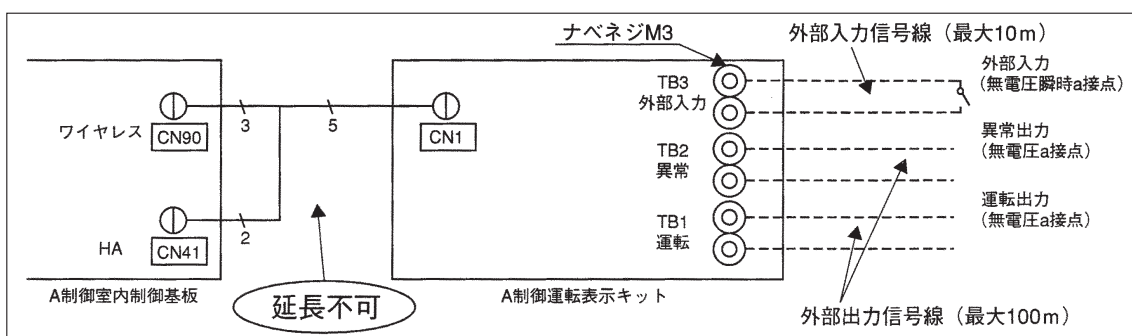 ナベネジM3
外部入力信号線（最大10m）
TB3
外部入力
外部入力
（無電圧瞬時a接点）
ワイヤレス
CN90
3
5
CN1
TB2
異常
異常出力
（無電圧a接点）
HA
CN41
2
TB1
運転
運転出力
（無電圧a接点）
A制御室内制御基板
延長不可
A制御運転表示キット
外部出力信号線（最大100m）